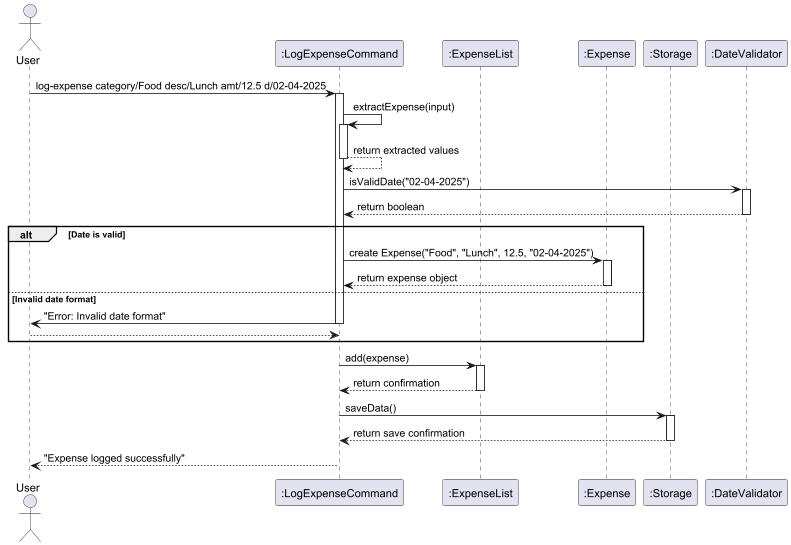 User
:LogExpenseCommand
:ExpenseList
:Expense
:Storage
:DateValidator
log-expense category/Food desc/Lunch amt/12.5 d/02-04-2025
extractExpense(input)
return extracted values
isValidDate("02-04-2025")
return boolean
alt
[Date is valid]
create Expense("Food", "Lunch", 12.5, "02-04-2025")
return expense object
[Invalid date format]
"Error: Invalid date format"
add(expense)
return confirmation
saveData()
return save confirmation
"Expense logged successfully"
User
:LogExpenseCommand
:ExpenseList
:Expense
:Storage
:DateValidator